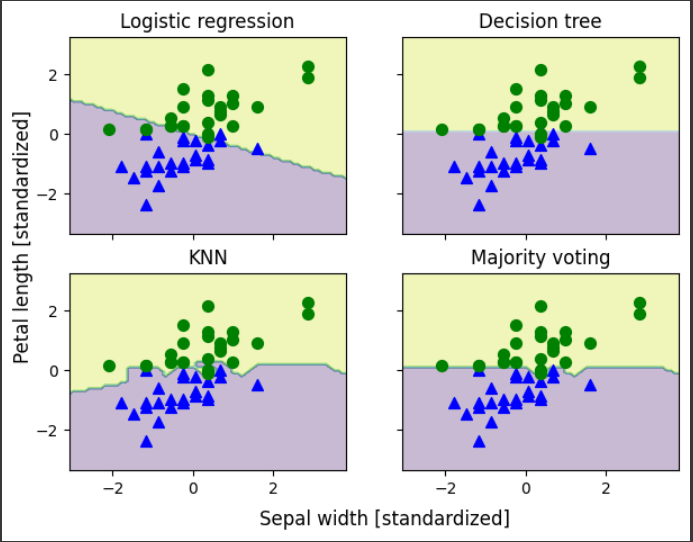 Logistic regression
Decision tree
2
0
−2
KNN
Majority voting
2
0
−2
−2
0
2
−2
0
2
Petal length [standardized]
Sepal width [standardized]